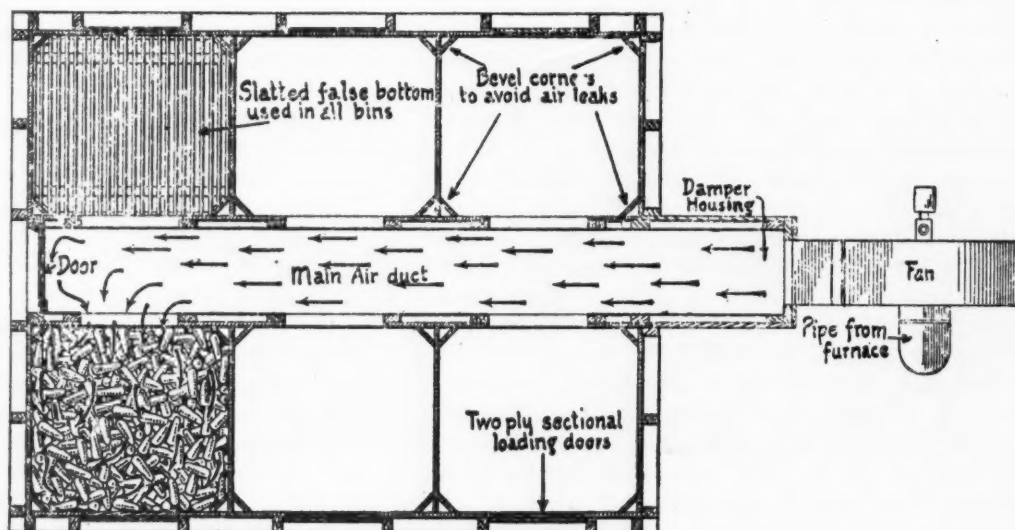 Slatted false bottom
used in all bins
Bevel corners
to avoid air leaks
Damper
Housing
Door
Main Air duct
Fan
Pipe from
furnace
Two ply sectional
loading doors